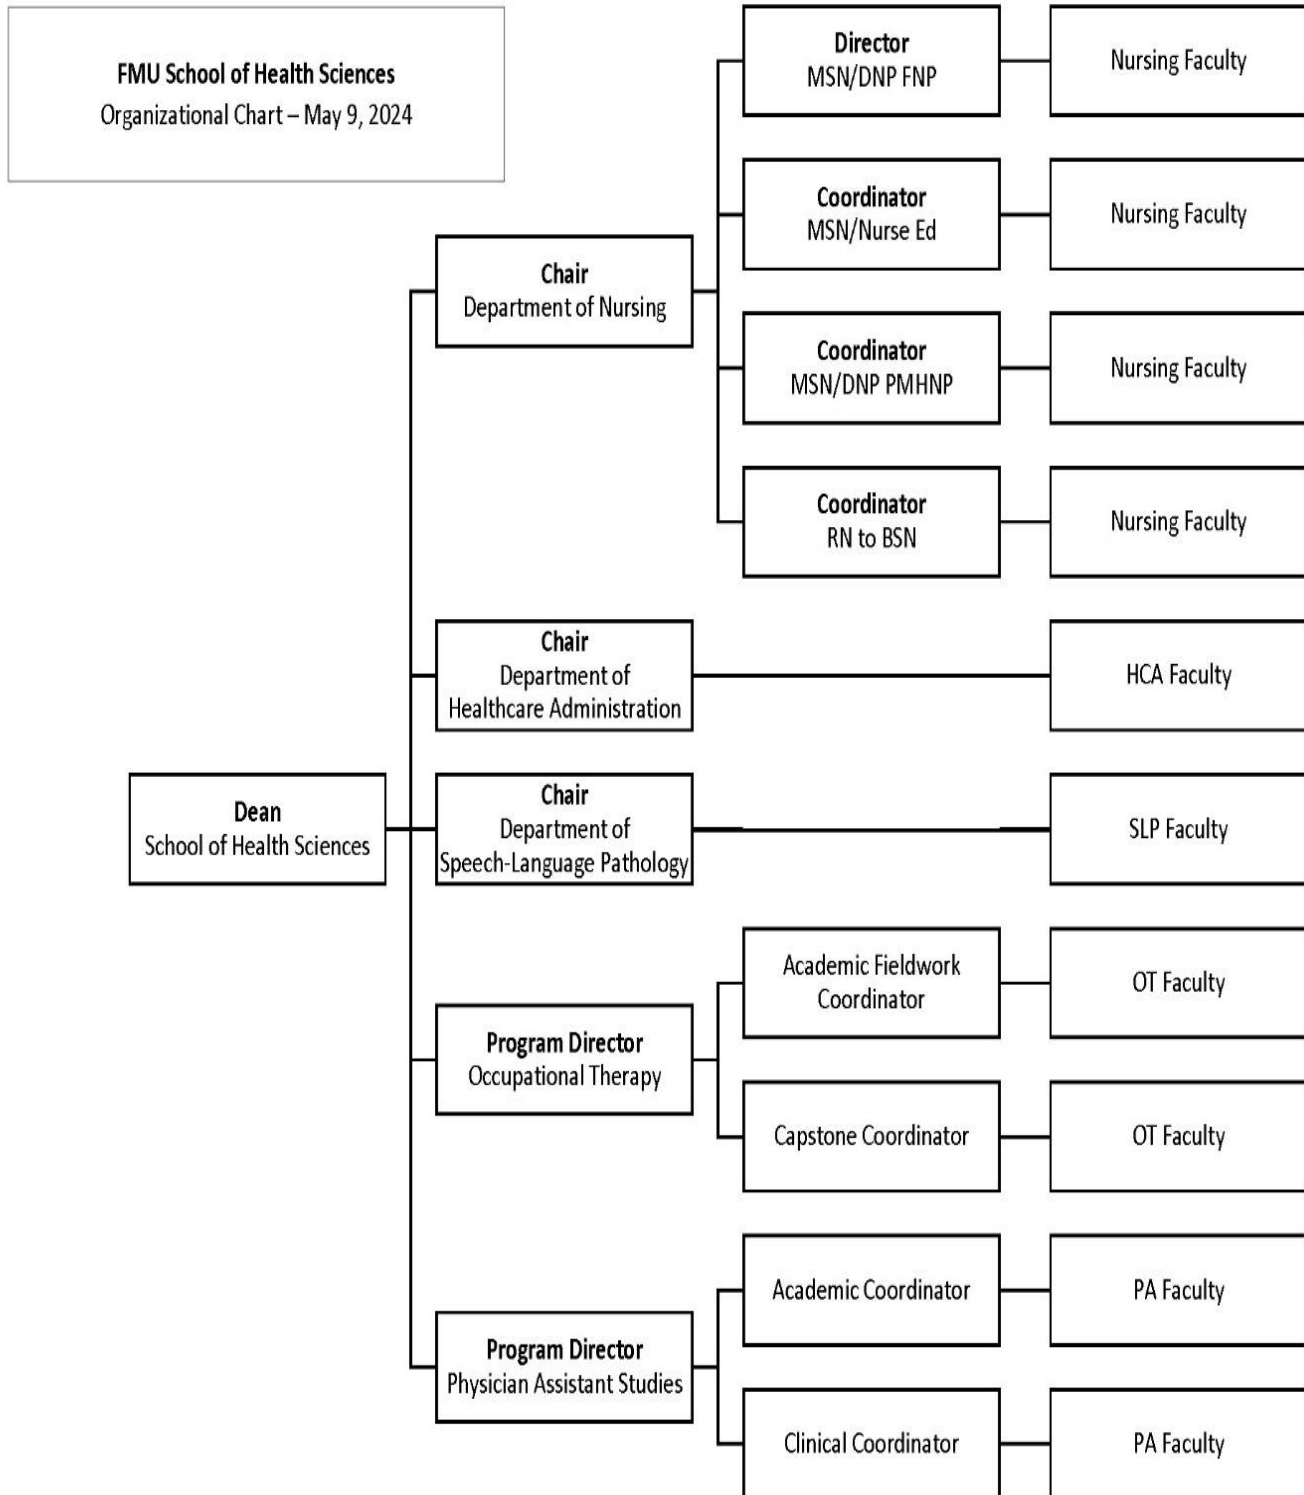 FMU School of Health Sciences
Organizational Chart – May 9, 2024
Director
MSN/DNP FNP
Nursing Faculty
Coordinator
MSN/Nurse Ed
Nursing Faculty
Chair
Department of Nursing
Coordinator
MSN/DNP PMHNP
Nursing Faculty
Coordinator
RN to BSN
Nursing Faculty
Chair
Department of
Healthcare Administration
HCA Faculty
Dean
School of Health Sciences
Chair
Department of
Speech-Language Pathology
SLP Faculty
Academic Fieldwork
Coordinator
OT Faculty
Program Director
Occupational Therapy
Capstone Coordinator
OT Faculty
Academic Coordinator
PA Faculty
Program Director
Physician Assistant Studies
Clinical Coordinator
PA Faculty